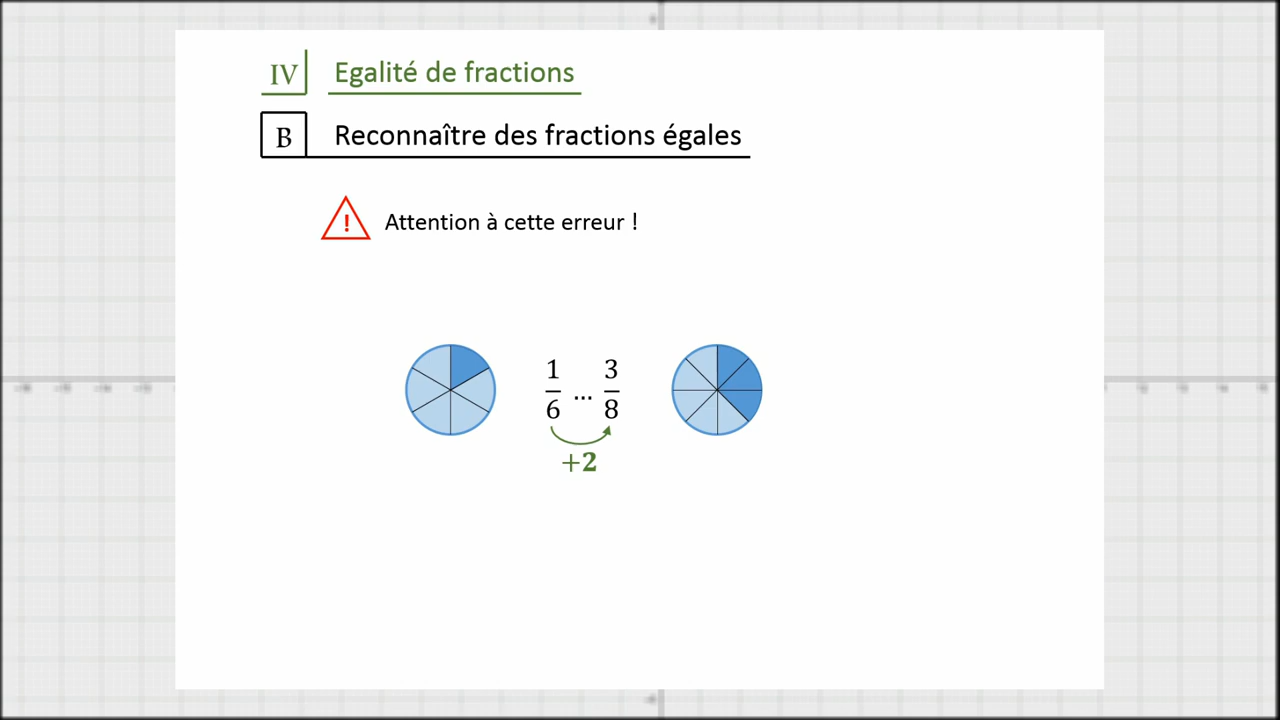 IV Egalité de fractions
B Reconnaître des fractions égales
! Attention à cette erreur !
1/6 ... 3/8
+2